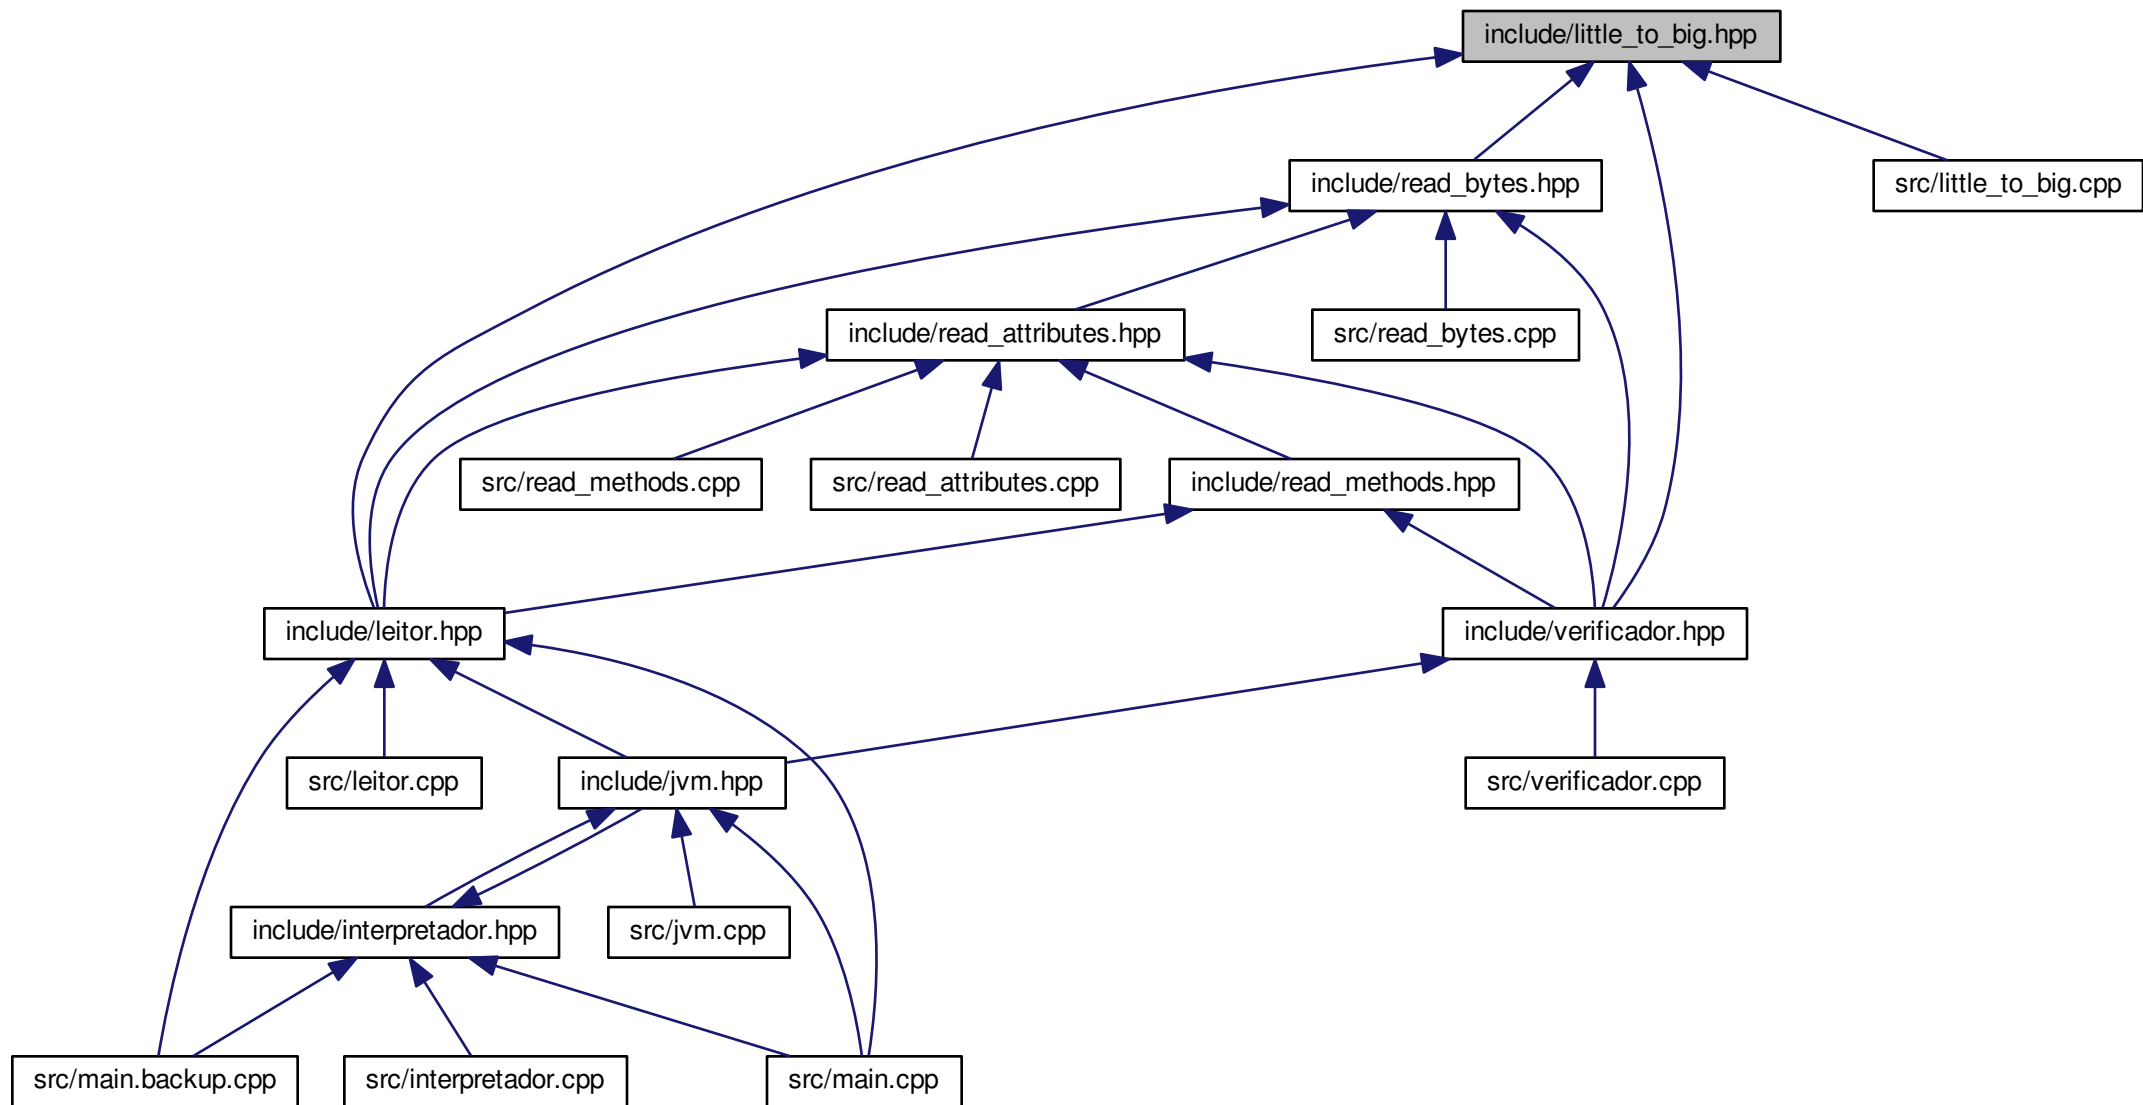 include/little_to_big.hpp
include/read_bytes.hpp
src/little_to_big.cpp
include/read_attributes.hpp
src/read_bytes.cpp
src/read_methods.cpp
src/read_attributes.cpp
include/read_methods.hpp
include/leitor.hpp
include/verificador.hpp
src/leitor.cpp
include/jvm.hpp
src/verificador.cpp
include/interpretador.hpp
src/jvm.cpp
src/main.backup.cpp
src/interpretador.cpp
src/main.cpp